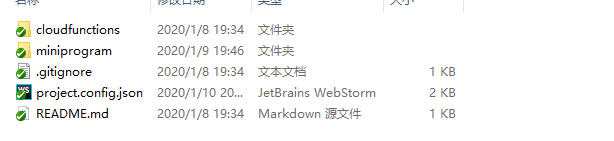 名称 修改日期 类型 大小
cloudfunctions 2020/1/8 19:34 文件夹
miniprogram 2020/1/9 19:46 文件夹
.gitignore 2020/1/8 19:34 文本文档 1 KB
project.config.json 2020/1/10 20... JetBrains WebStorm 2 KB
README.md 2020/1/8 19:34 Markdown 源文件 1 KB